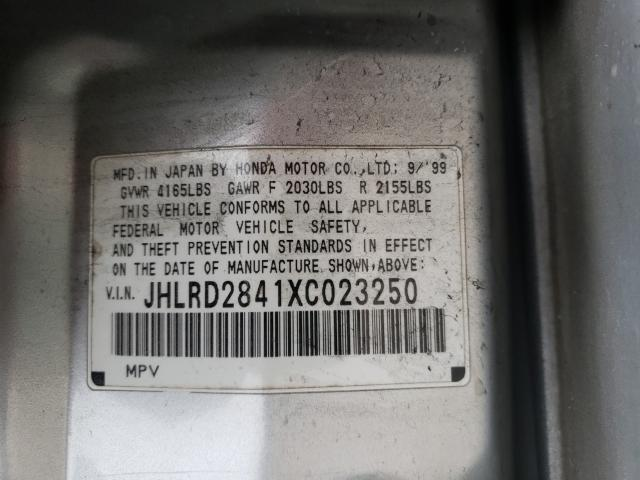 MFD.IN JAPAN BY HONDA MOTOR CO.,LTD: 9/'99
GVWR 4165LBS GAWR F 2030LBS R 2155LBS
THIS VEHICLE CONFORMS TO ALL APPLICABLE
FEDERAL MOTOR VEHICLE SAFETY,
AND THEFT PREVENTION STANDARDS IN EFFECT
ON THE DATE OF MANUFACTURE SHOWN ABOVE:
V.I.N. JHLRD2841XC023250
MPV